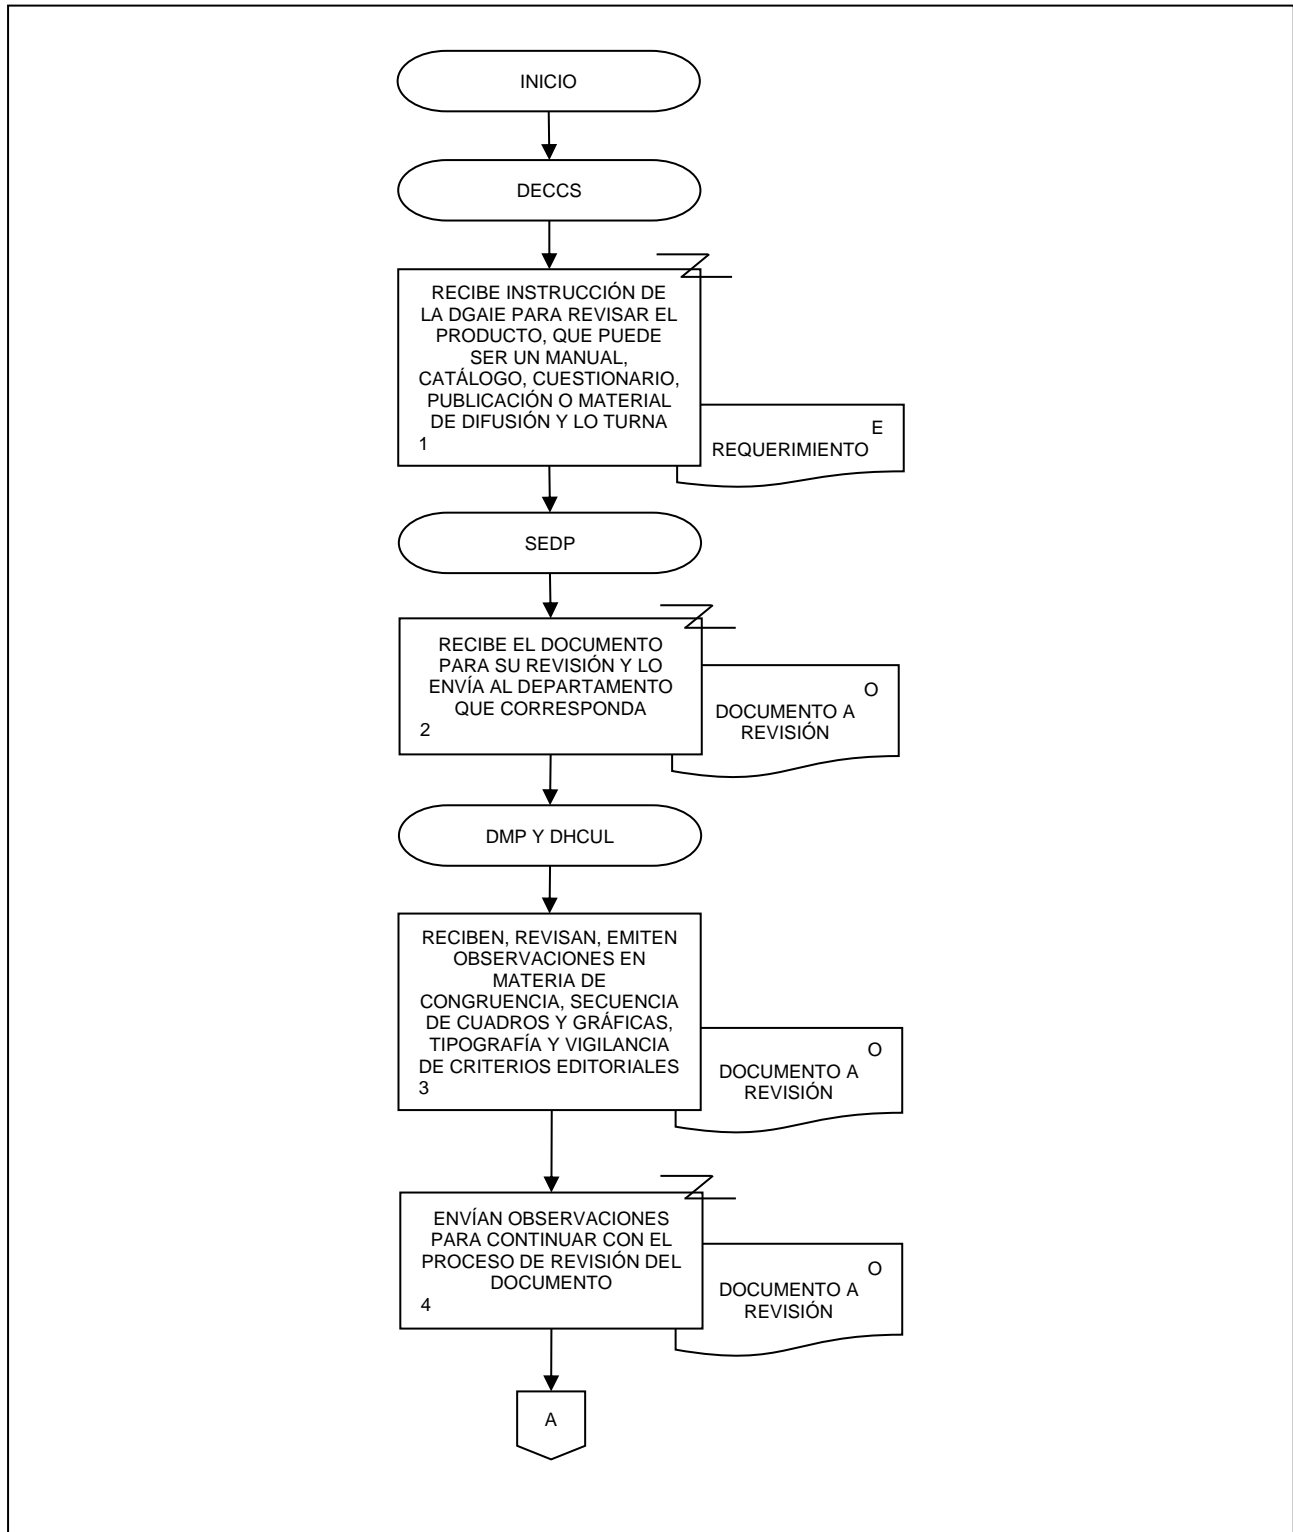 INICIO
DECCS
RECIBE INSTRUCCIÓN DE
LA DGAIE PARA REVISAR EL
PRODUCTO, QUE PUEDE
SER UN MANUAL,
CATÁLOGO, CUESTIONARIO,
PUBLICACIÓN O MATERIAL
DE DIFUSIÓN Y LO TURNA
1
E
REQUERIMIENTO
SEDP
RECIBE EL DOCUMENTO
PARA SU REVISIÓN Y LO
ENVÍA AL DEPARTAMENTO
QUE CORRESPONDA
2
O
DOCUMENTO A
REVISIÓN
DMP Y DHCUL
RECIBEN, REVISAN, EMITEN
OBSERVACIONES EN
MATERIA DE
CONGRUENCIA, SECUENCIA
DE CUADROS Y GRÁFICAS,
TIPOGRAFÍA Y VIGILANCIA
DE CRITERIOS EDITORIALES
3
O
DOCUMENTO A
REVISIÓN
ENVÍAN OBSERVACIONES
PARA CONTINUAR CON EL
PROCESO DE REVISIÓN DEL
DOCUMENTO
4
O
DOCUMENTO A
REVISIÓN
A